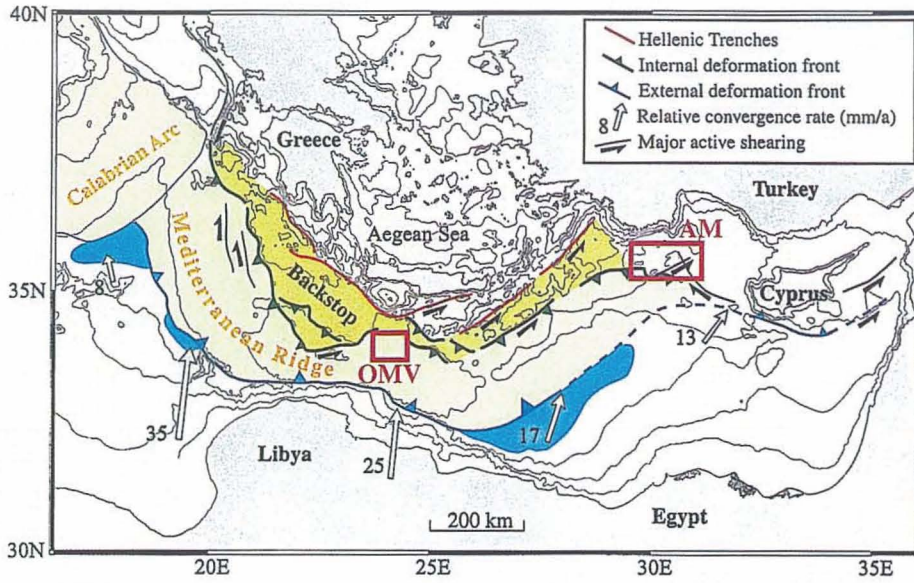 40N
35N
30N
20E
25E
30E
35E
Hellenic Trenches
Internal deformation front
External deformation front
8 Relative convergence rate (mm/a)
Major active shearing
Calabrian Arc
Greece
Turkey
Aegean Sea
AM
Mediterranean Ridge
Backstop
Cyprus
8
13
OMV
35
17
25
Libya
200 km
Egypt